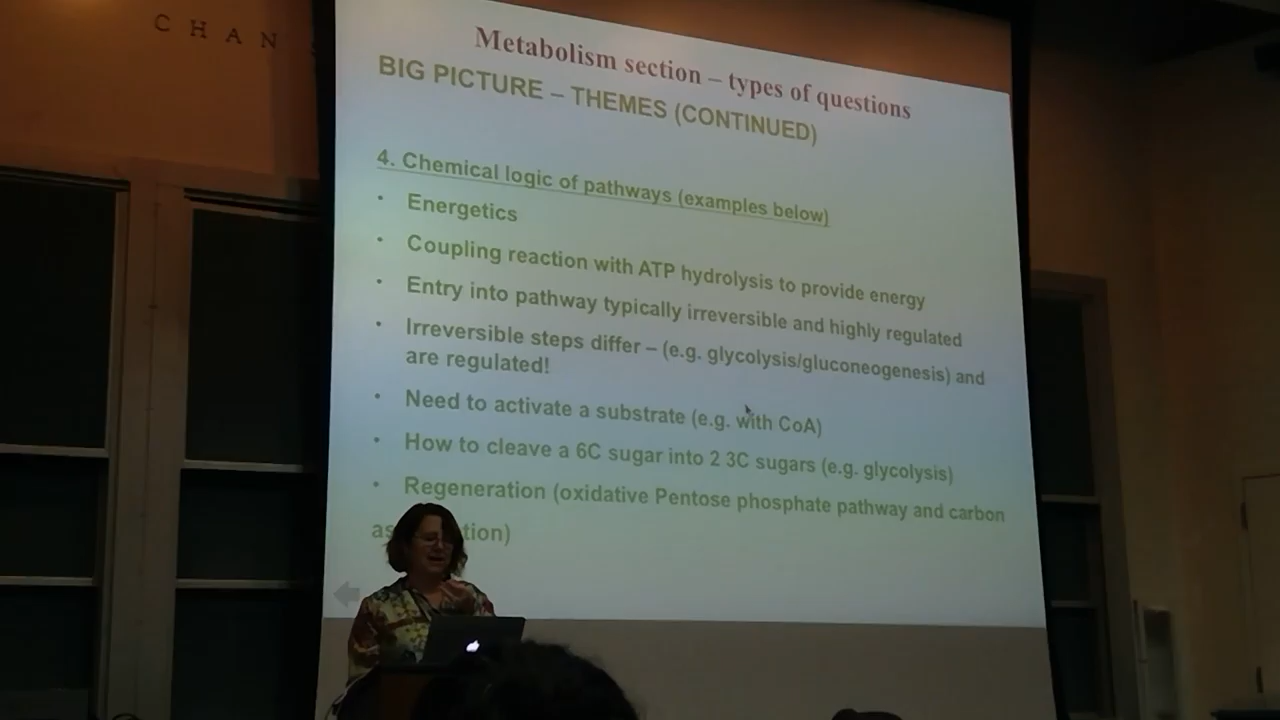 CHAN
Metabolism section – types of questions
BIG PICTURE – THEMES (CONTINUED)
4. Chemical logic of pathways (examples below)
• Energetics
• Coupling reaction with ATP hydrolysis to provide energy
• Entry into pathway typically irreversible and highly regulated
• Irreversible steps differ – (e.g. glycolysis/gluconeogenesis) and
are regulated!
• Need to activate a substrate (e.g. with CoA)
• How to cleave a 6C sugar into 2 3C sugars (e.g. glycolysis)
• Regeneration (oxidative Pentose phosphate pathway and carbon